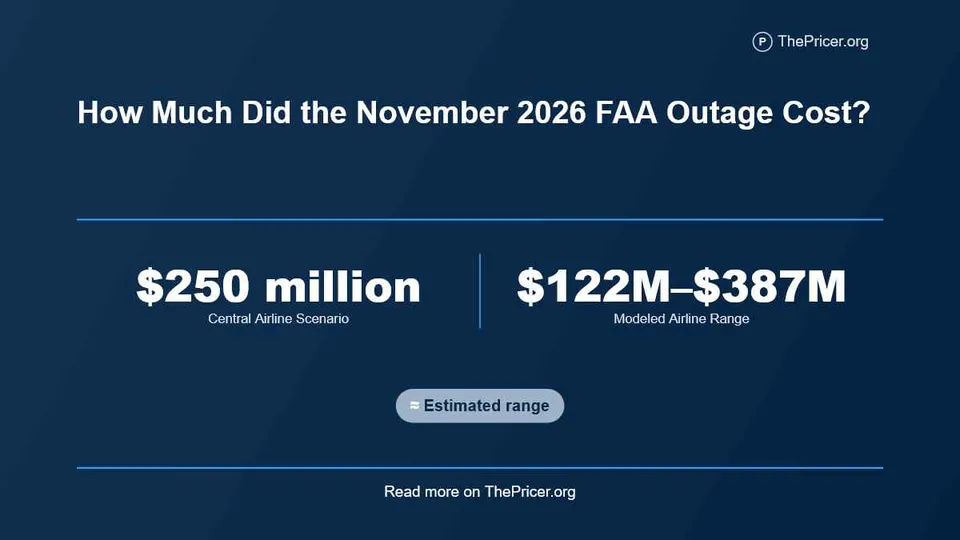 P ThePricer.org
How Much Did the November 2026 FAA Outage Cost?
$250 million
Central Airline Scenario
$122M–$387M
Modeled Airline Range
≈ Estimated range
Read more on ThePricer.org